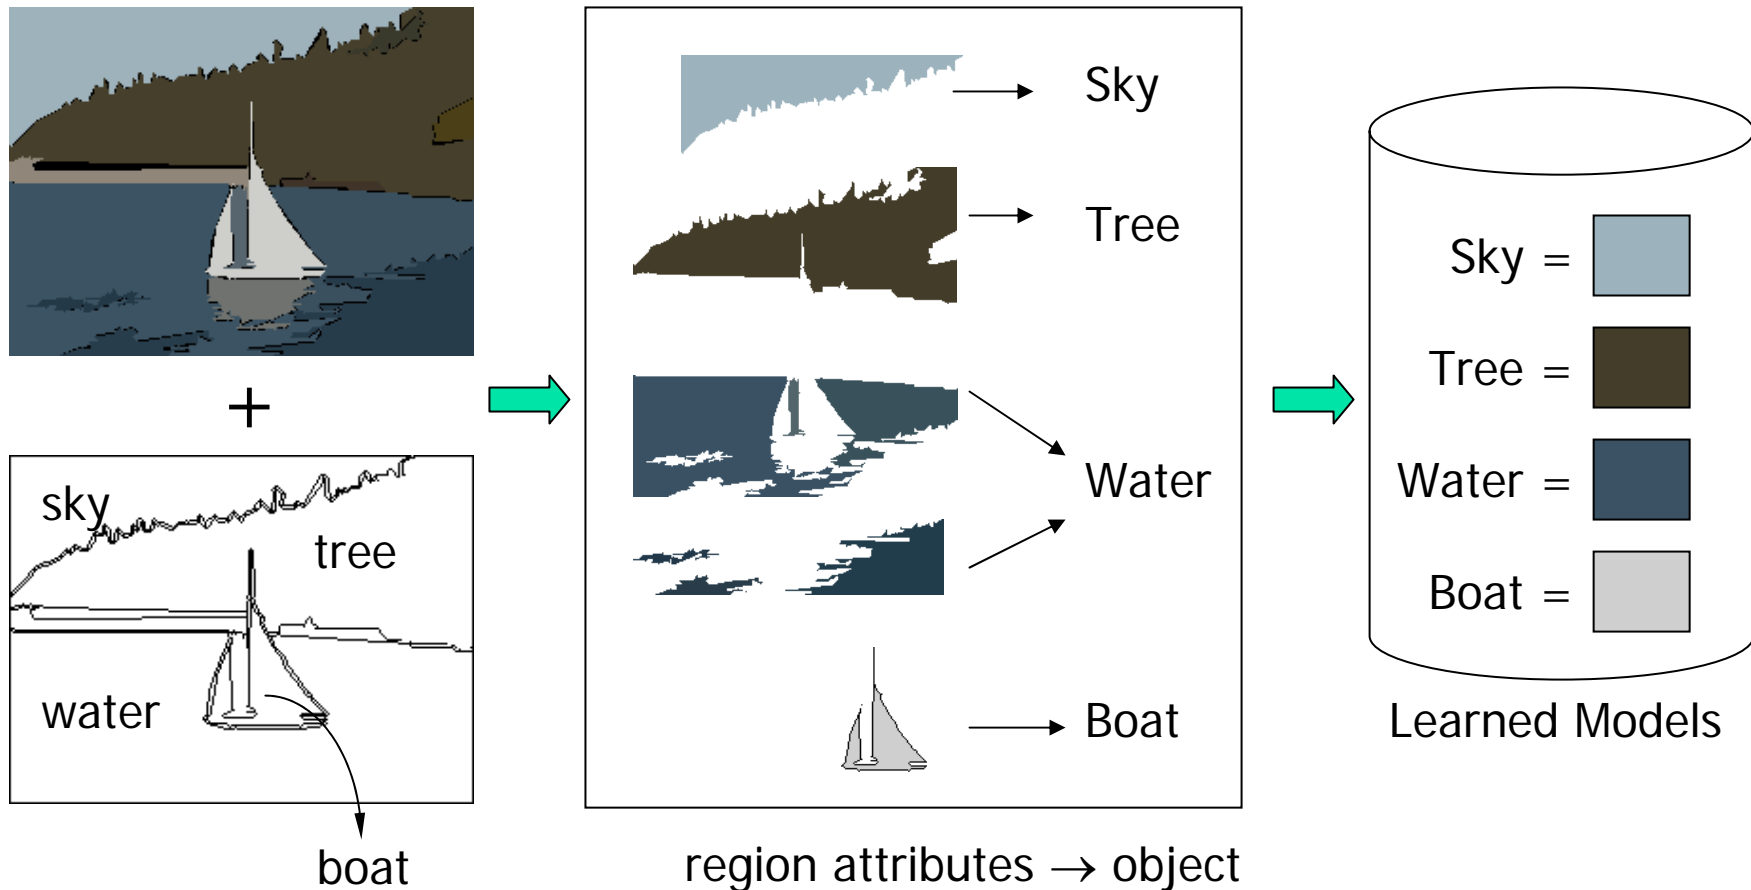 +
sky
tree
water
boat
Sky
Tree
Water
Boat
region attributes → object
Sky =
Tree =
Water =
Boat =
Learned Models